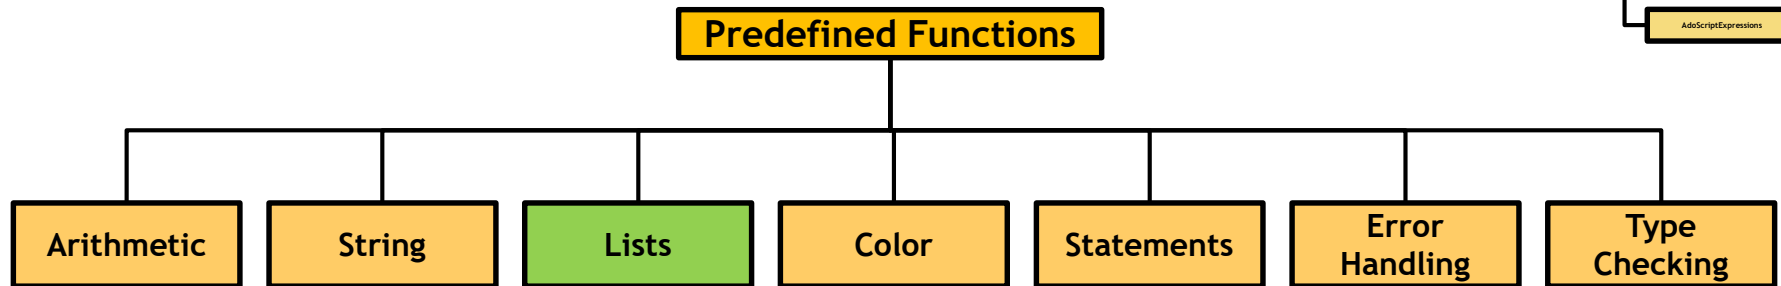 AdoScriptExpressions
Predefined Functions
Arithmetic
String
Lists
Color
Statements
Error
Handling
Type
Checking